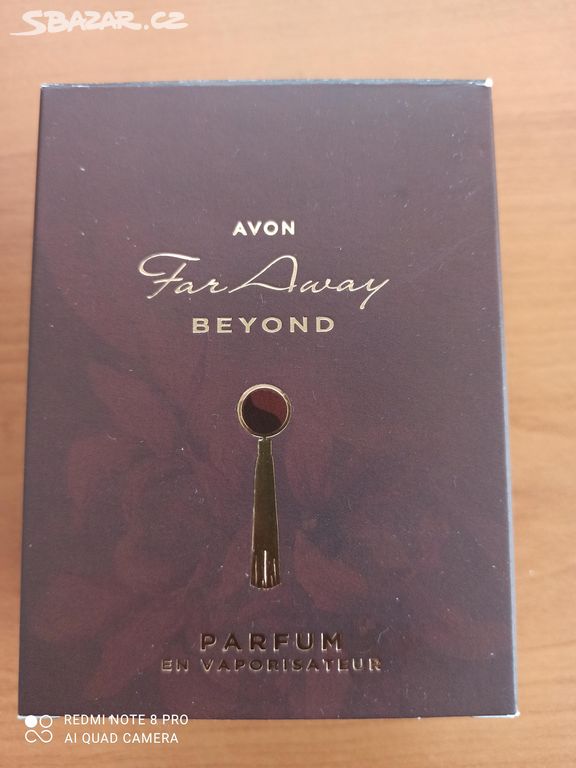 SBAZAR.CZ
AVON
Far Away
BEYOND
PARFUM
EN VAPORISATEUR
REDMI NOTE 8 PRO
AI QUAD CAMERA